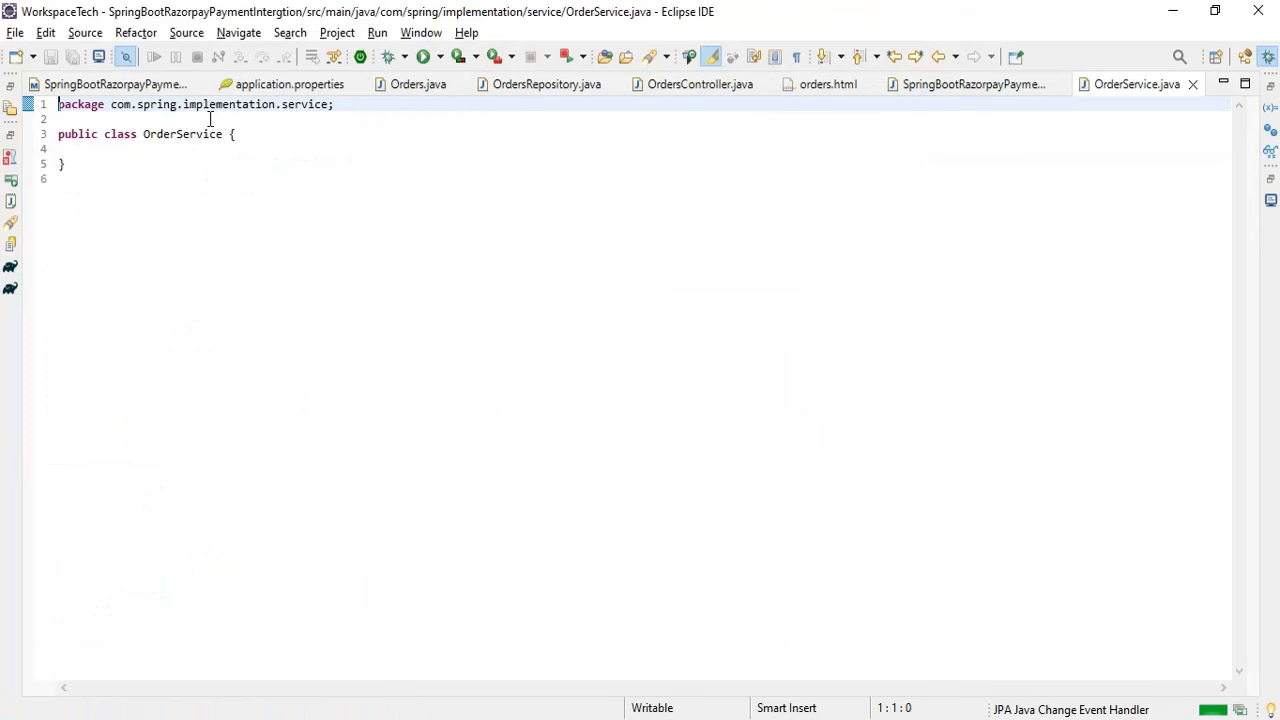 WorkspaceTech - SpringBootRazorpayPaymentIntergtion/src/main/java/com/spring/implementation/service/OrderService.java - Eclipse IDE
File Edit Source Refactor Source Navigate Search Project Run Window Help
SpringBootRazorpayPayme... application.properties Orders.java OrdersRepository.java OrdersController.java orders.html SpringBootRazorpayPayme... OrderService.java
1 package com.spring.implementation.service;
2
3 public class OrderService {
4
5 }
6
Writable Smart Insert 1 : 1 : 0 JPA Java Change Event Handler